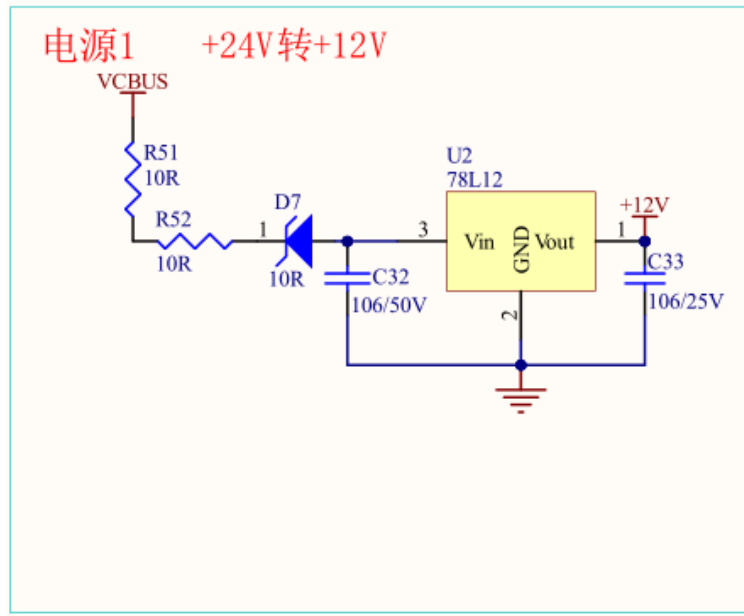 电源1 +24V转+12V
VCBUS
R51
10R
R52
10R
D7
1
10R
C32
106/50V
U2
78L12
3
Vin
GND
Vout
1
2
+12V
C33
106/25V